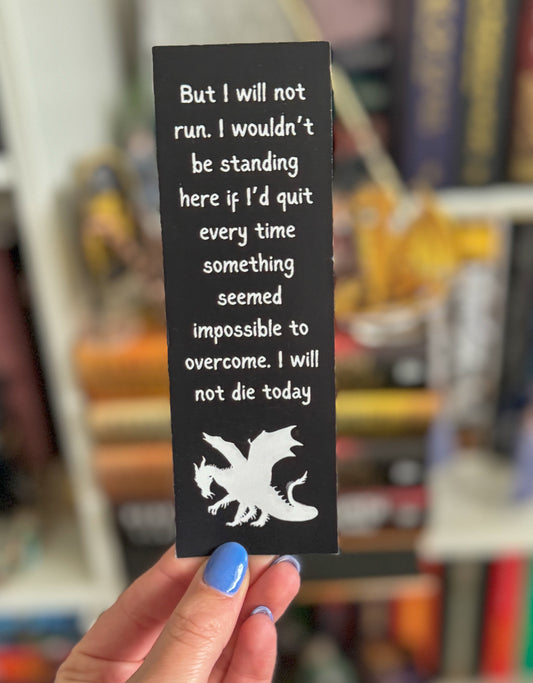 But I will not
run. I wouldn't
be standing
here if I'd quit
every time
something
seemed
impossible to
overcome. I will
not die today